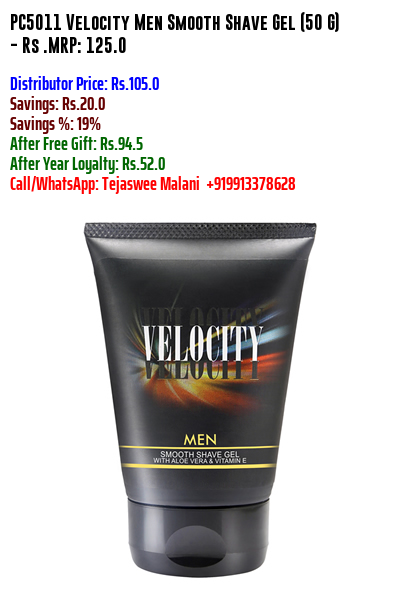 PC5011 Velocity Men Smooth Shave Gel (50 G)
- Rs .MRP: 125.0
Distributor Price: Rs.105.0
Savings: Rs.20.0
Savings %: 19%
After Free Gift: Rs.94.5
After Year Loyalty: Rs.52.0
Call/WhatsApp: Tejaswee Malani +919913378628
VELOCITY
VELOCITY
VELOCITY
MEN
SMOOTH SHAVE GEL
WITH ALOE VERA & VITAMIN E